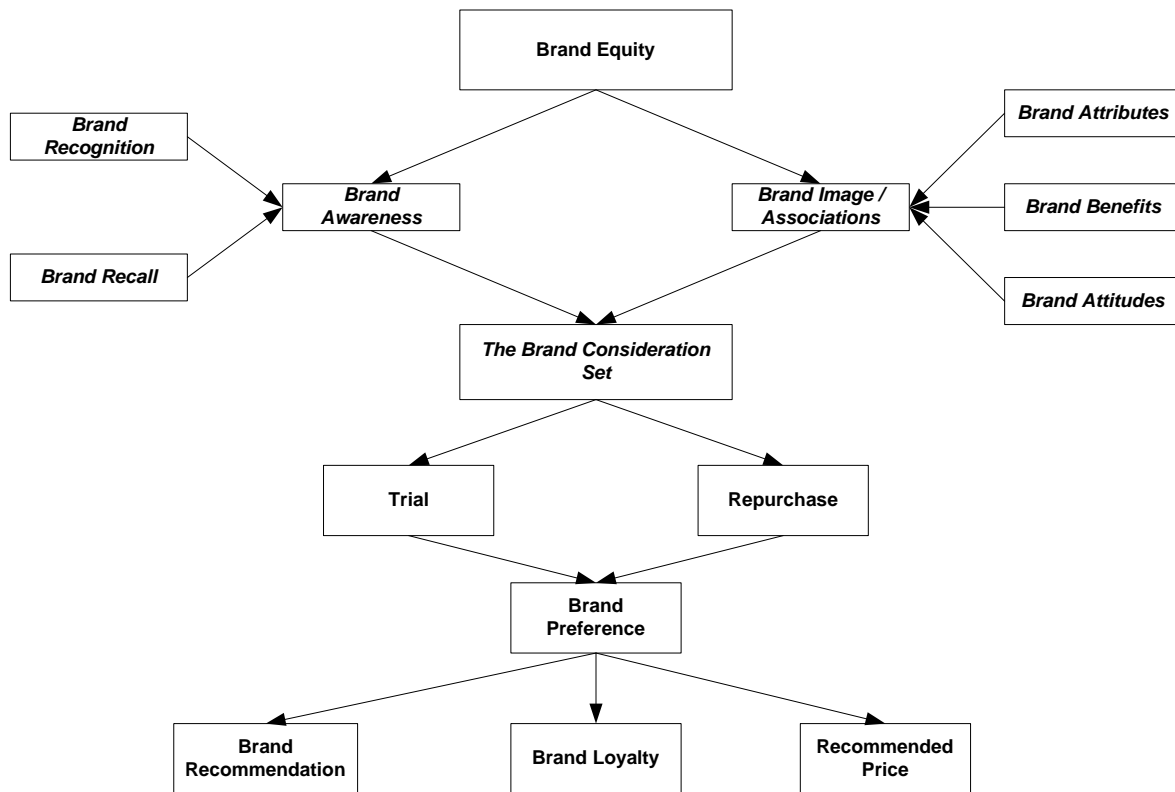 Brand Equity
Brand
Recognition
Brand Attributes
Brand
Awareness
Brand Image /
Associations
Brand Benefits
Brand Recall
Brand Attitudes
The Brand Consideration
Set
Trial
Repurchase
Brand
Preference
Brand
Recommendation
Brand Loyalty
Recommended
Price